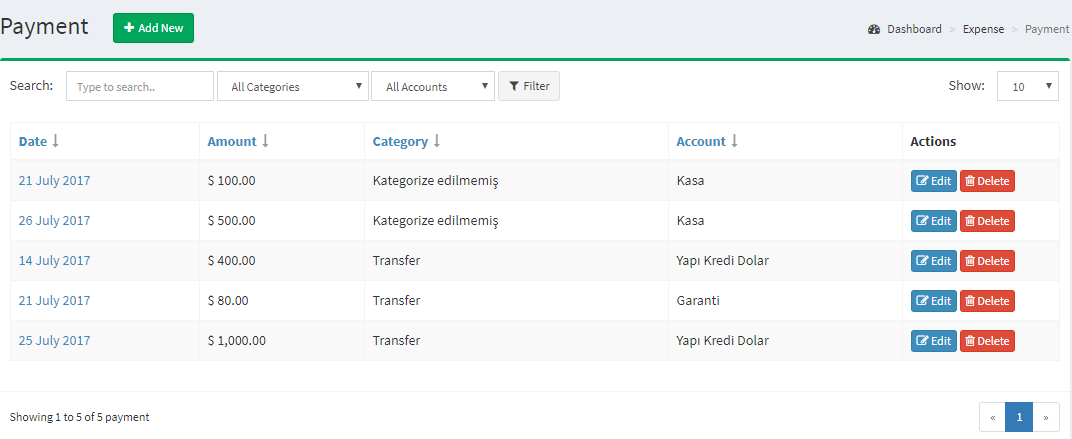 Payment Add New Dashboard > Expense > Payment
Search: Type to search.. All Categories All Accounts Filter Show: 10
Date Amount Category Account Actions
21 July 2017 $ 100.00 Kategorize edilmemiş Kasa Edit Delete
26 July 2017 $ 500.00 Kategorize edilmemiş Kasa Edit Delete
14 July 2017 $ 400.00 Transfer Yapı Kredi Dolar Edit Delete
21 July 2017 $ 80.00 Transfer Garanti Edit Delete
25 July 2017 $ 1,000.00 Transfer Yapı Kredi Dolar Edit Delete
Showing 1 to 5 of 5 payment « 1 »